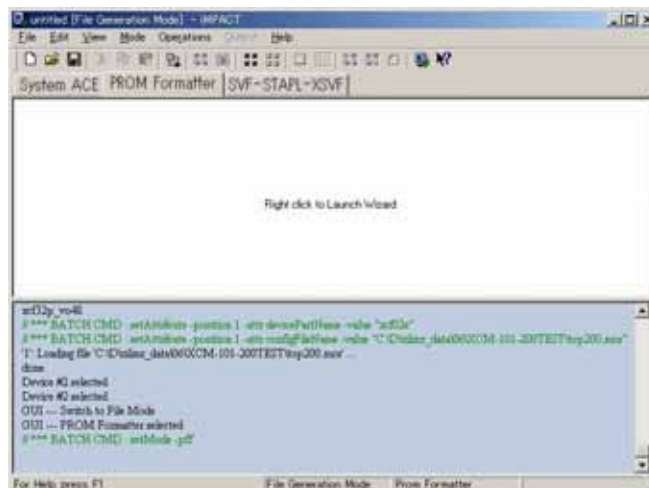 untitled [File Generation Mode] - iMPACT
File Edit View Mode Operations Output Help
System ACE PROM Formatter SVF-STAPL-XSVF
Right click to Launch Wizard
// *** BATCH CMD : setAttribute -position 1 -attr devicePartName -value
// *** BATCH CMD : setAttribute -position 1 -attr configFileName -value
'1': Loading file
done.
Device #2 selected
Device #2 selected
GUI --- Switch to File Mode
GUI --- PROM Formatter selected
// *** BATCH CMD : setMode -pff
For Help, press F1 File Generation Mode Prom Formatter